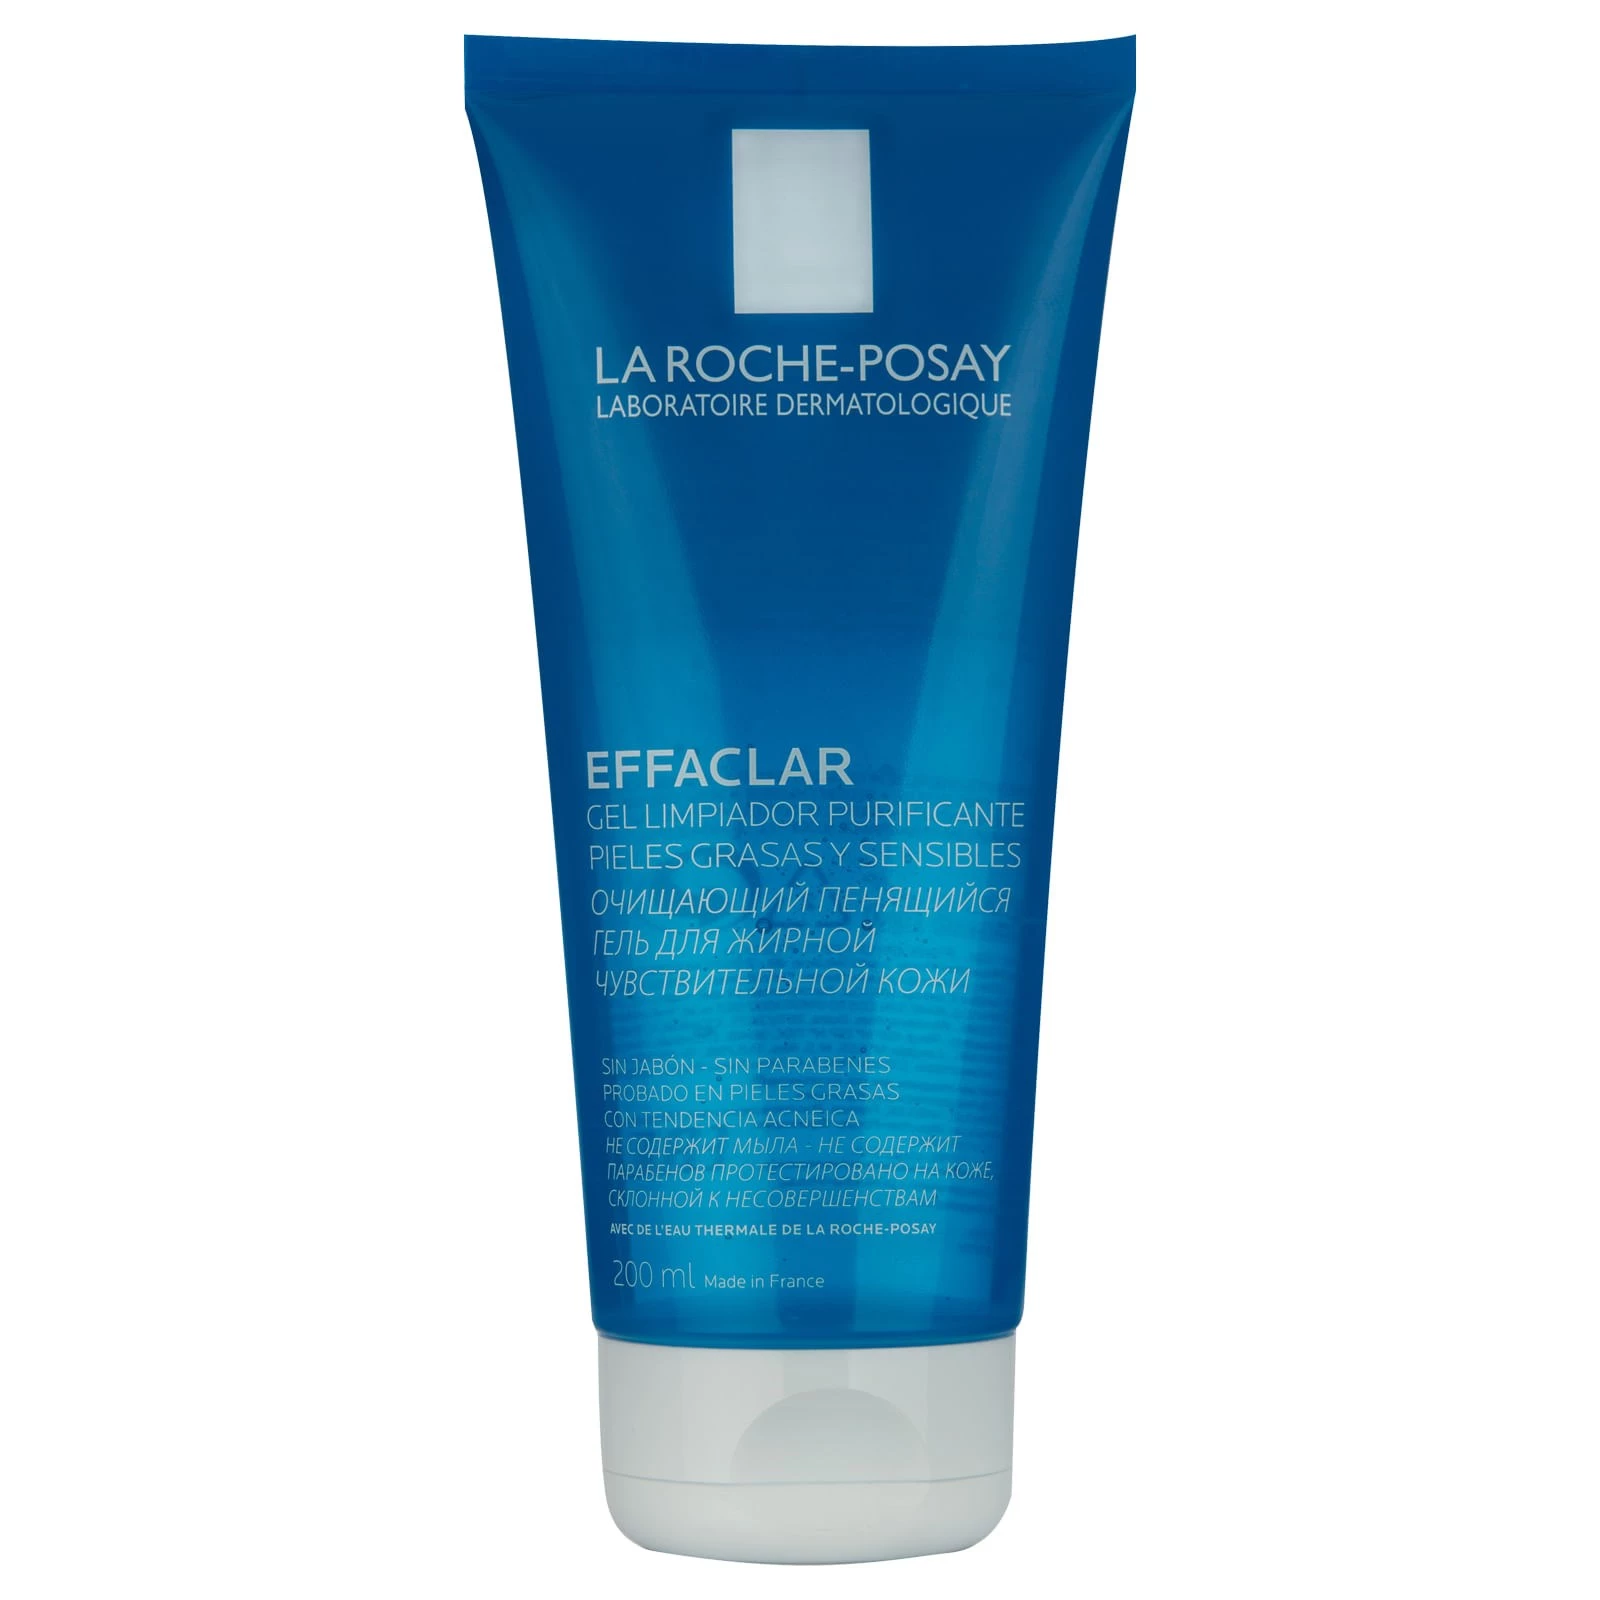 LA ROCHE-POSAY
LABORATOIRE DERMATOLOGIQUE
EFFACLAR
GEL LIMPIADOR PURIFICANTE
PIELES GRASAS Y SENSIBLES
ОЧИЩАЮЩИЙ ПЕНЯЩИЙСЯ
ГЕЛЬ ДЛЯ ЖИРНОЙ
ЧУВСТВИТЕЛЬНОЙ КОЖИ
SIN JABÓN - SIN PARABENES
PROBADO EN PIELES GRASAS
CON TENDENCIA ACNEICA
НЕ СОДЕРЖИТ МЫЛА - НЕ СОДЕРЖИТ
ПАРАБЕНОВ ПРОТЕСТИРОВАНО НА КОЖЕ,
СКЛОННОЙ К НЕСОВЕРШЕНСТВАМ
AVEC DE L'EAU THERMALE DE LA ROCHE-POSAY
200 ml Made in France